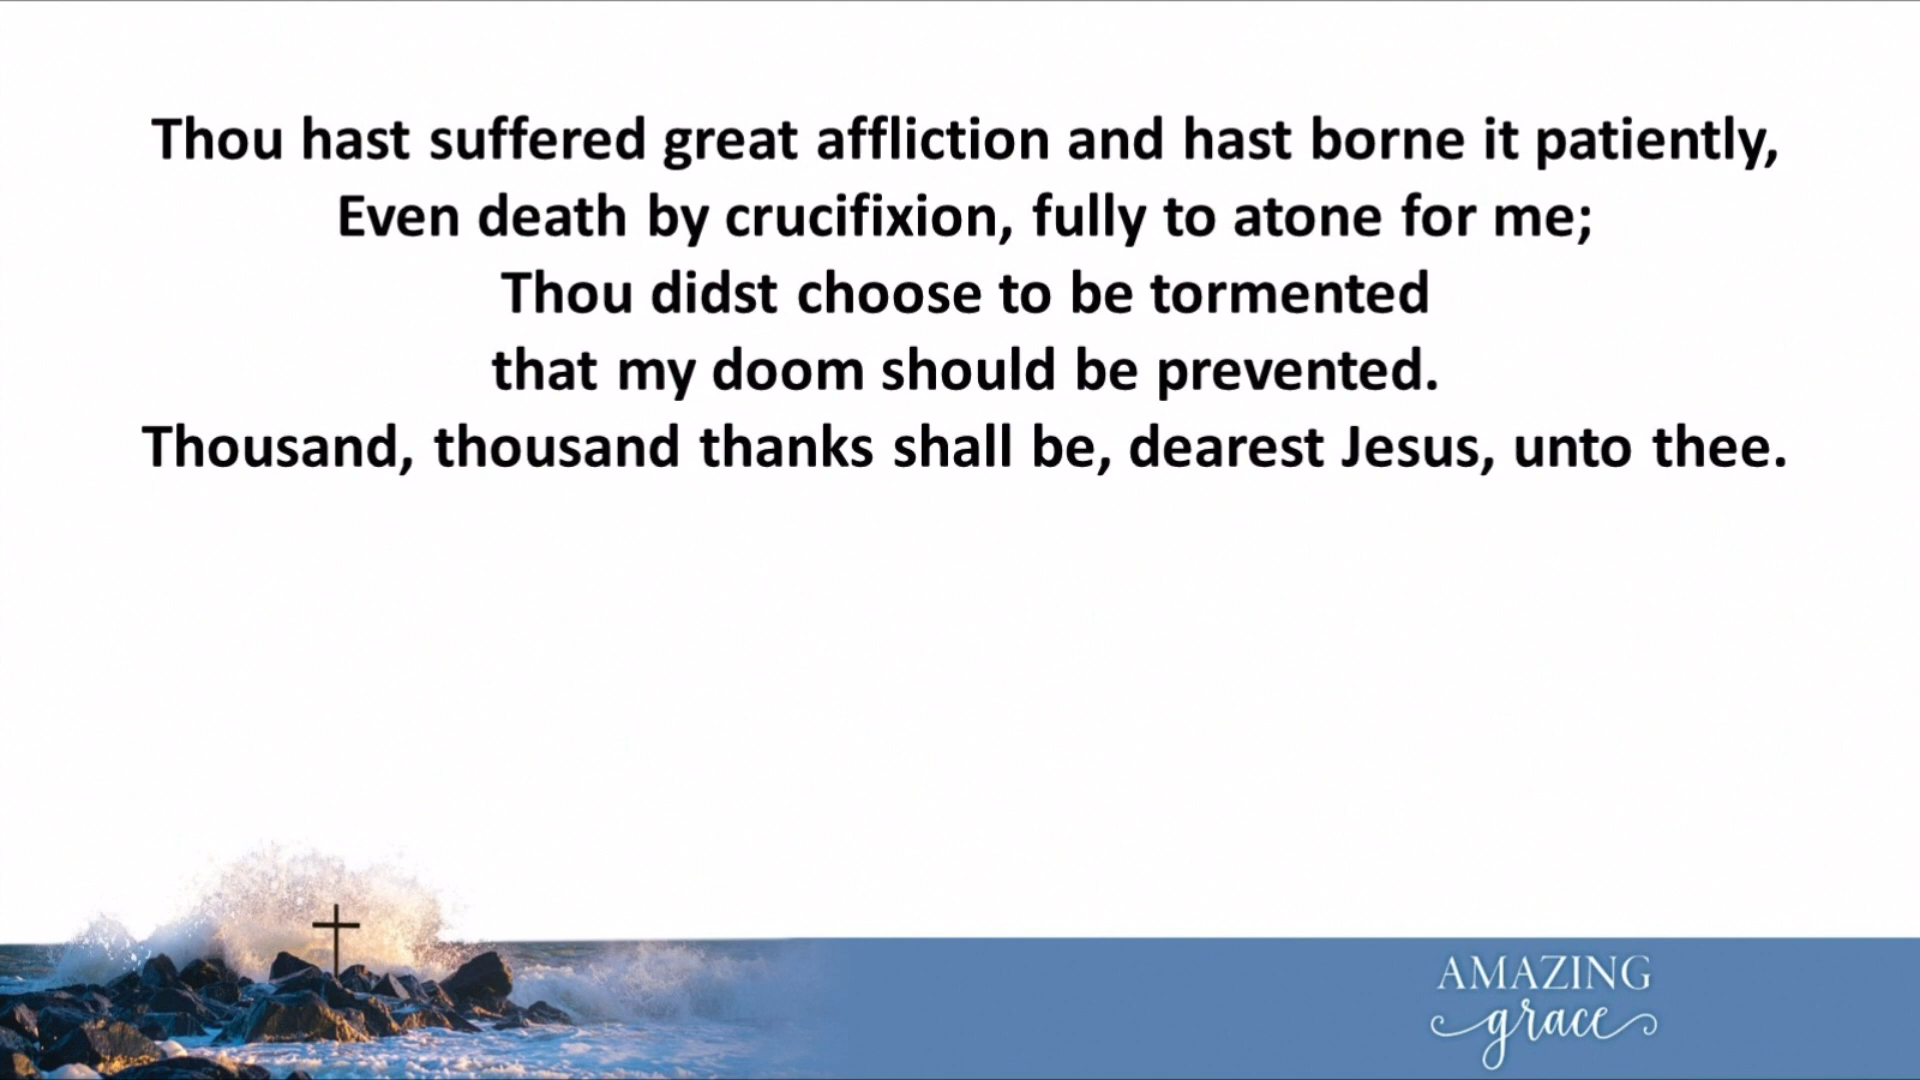 Thou hast suffered great affliction and hast borne it patiently,
Even death by crucifixion, fully to atone for me;
Thou didst choose to be tormented
that my doom should be prevented.
Thousand, thousand thanks shall be, dearest Jesus, unto thee.
AMAZING
grace